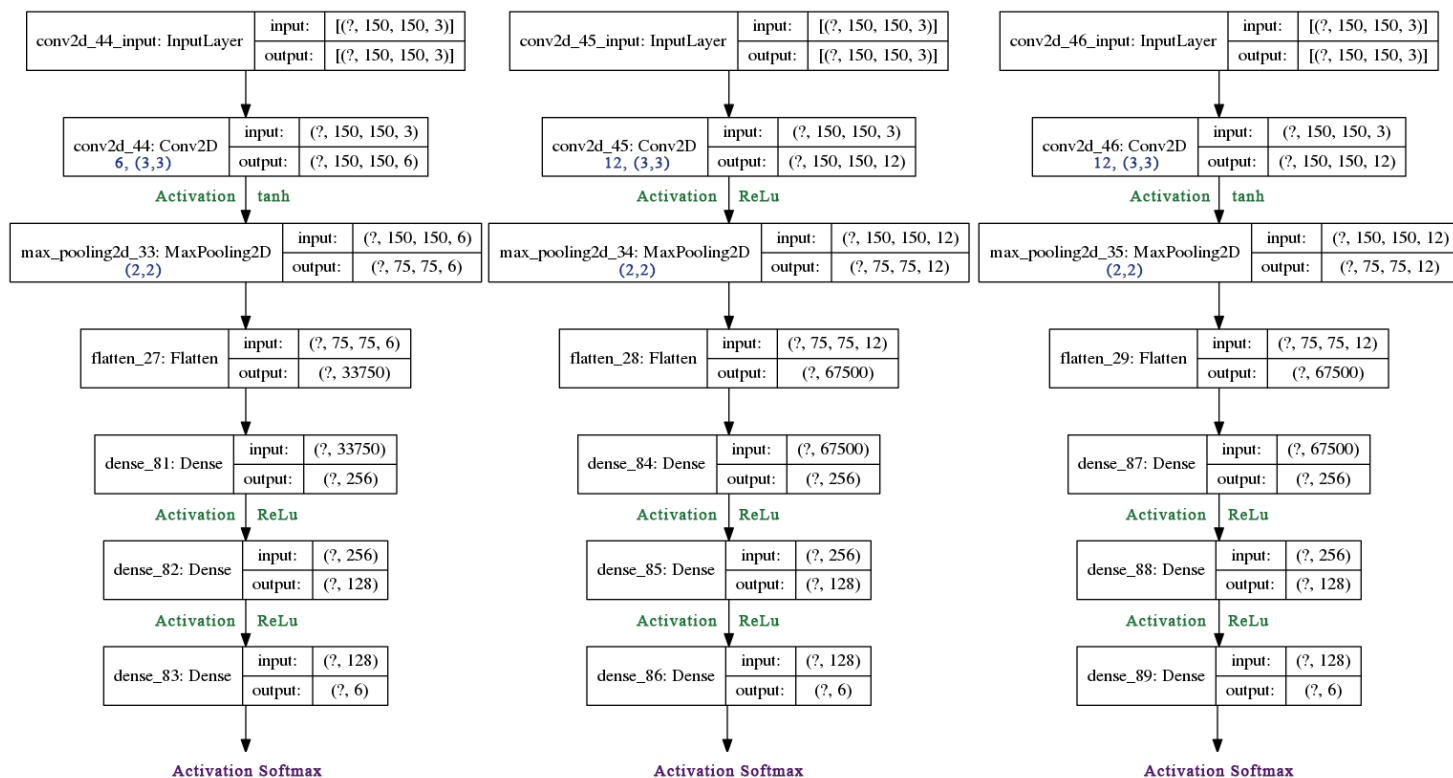 conv2d_44_input: InputLayer
input: [(?, 150, 150, 3)]
output: [(?, 150, 150, 3)]
conv2d_44: Conv2D
6, (3,3)
input: (?, 150, 150, 3)
output: (?, 150, 150, 6)
Activation tanh
max_pooling2d_33: MaxPooling2D
(2,2)
input: (?, 150, 150, 6)
output: (?, 75, 75, 6)
flatten_27: Flatten
input: (?, 75, 75, 6)
output: (?, 33750)
dense_81: Dense
input: (?, 33750)
output: (?, 256)
Activation ReLu
dense_82: Dense
input: (?, 256)
output: (?, 128)
Activation ReLu
dense_83: Dense
input: (?, 128)
output: (?, 6)
Activation Softmax
conv2d_45_input: InputLayer
input: [(?, 150, 150, 3)]
output: [(?, 150, 150, 3)]
conv2d_45: Conv2D
12, (3,3)
input: (?, 150, 150, 3)
output: (?, 150, 150, 12)
Activation ReLu
max_pooling2d_34: MaxPooling2D
(2,2)
input: (?, 150, 150, 12)
output: (?, 75, 75, 12)
flatten_28: Flatten
input: (?, 75, 75, 12)
output: (?, 67500)
dense_84: Dense
input: (?, 67500)
output: (?, 256)
Activation ReLu
dense_85: Dense
input: (?, 256)
output: (?, 128)
Activation ReLu
dense_86: Dense
input: (?, 128)
output: (?, 6)
Activation Softmax
conv2d_46_input: InputLayer
input: [(?, 150, 150, 3)]
output: [(?, 150, 150, 3)]
conv2d_46: Conv2D
12, (3,3)
input: (?, 150, 150, 3)
output: (?, 150, 150, 12)
Activation tanh
max_pooling2d_35: MaxPooling2D
(2,2)
input: (?, 150, 150, 12)
output: (?, 75, 75, 12)
flatten_29: Flatten
input: (?, 75, 75, 12)
output: (?, 67500)
dense_87: Dense
input: (?, 67500)
output: (?, 256)
Activation ReLu
dense_88: Dense
input: (?, 256)
output: (?, 128)
Activation ReLu
dense_89: Dense
input: (?, 128)
output: (?, 6)
Activation Softmax